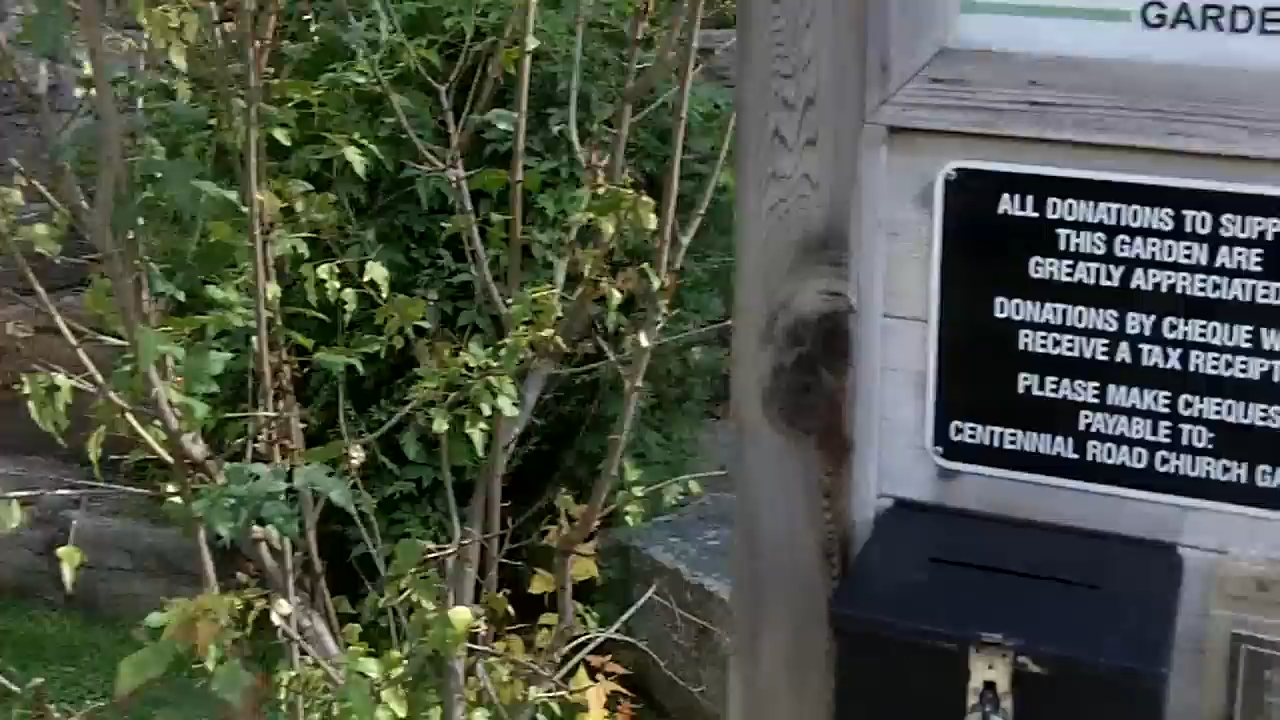 GARDE
ALL DONATIONS TO SUPP
THIS GARDEN ARE
GREATLY APPRECIATED
DONATIONS BY CHEQUE W
RECEIVE A TAX RECEIPT
PLEASE MAKE CHEQUES
PAYABLE TO:
CENTENNIAL ROAD CHURCH GA